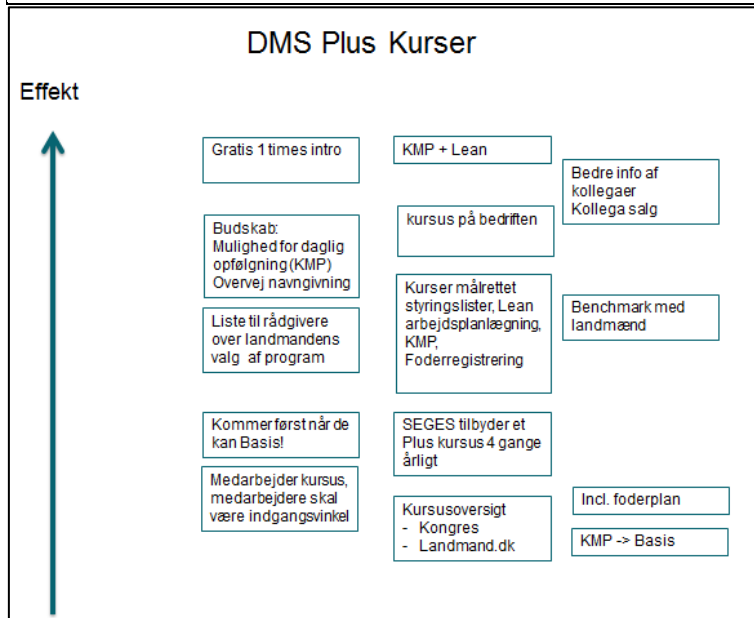 DMS Plus Kurser
Effekt
Gratis 1 times intro
Budskab:
Mulighed for daglig
opfølgning (KMP)
Overvej navngivning
Liste til rådgivere
over landmandens
valg af program
Kommer først når de
kan Basis!
Medarbejder kursus,
medarbejdere skal
være indgangsvinkel
KMP + Lean
kursus på bedriften
Kurser målrettet
styringslister, Lean
arbejdsplanlægning,
KMP,
Foderregistrering
SEGES tilbyder et
Plus kursus 4 gange
årligt
Kursusoversigt
- Kongres
- Landmand.dk
Bedre info af
kollegaer
Kollega salg
Benchmark med
landmænd
Incl. foderplan
KMP -> Basis